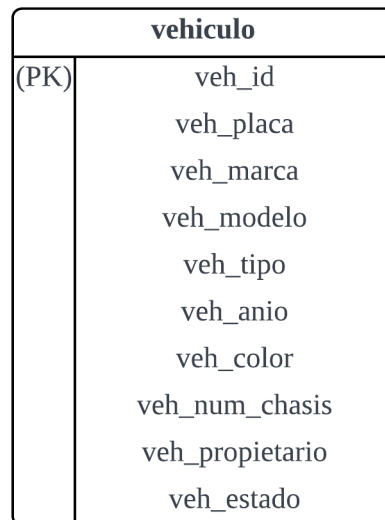 vehiculo
(PK) veh_id
veh_placa
veh_marca
veh_modelo
veh_tipo
veh_anio
veh_color
veh_num_chasis
veh_propietario
veh_estado